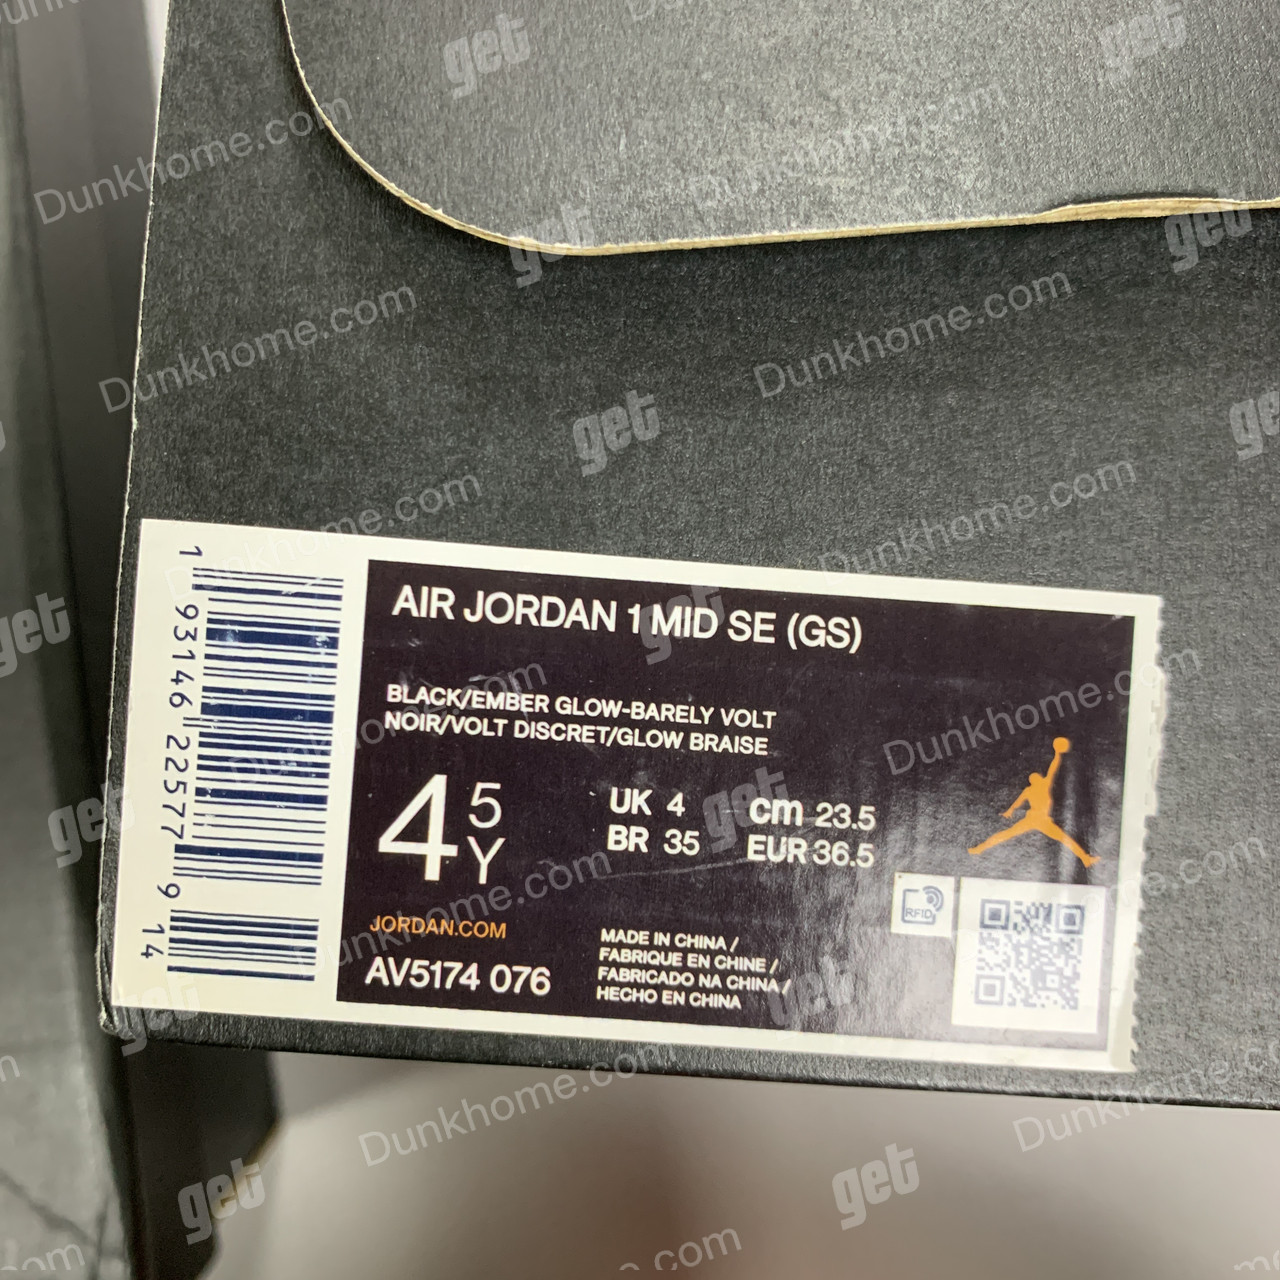 AIR JORDAN 1 MID SE (GS)
BLACK/EMBER GLOW-BARELY VOLT
NOIR/VOLT DISCRET/GLOW BRAISE
4 5
Y
UK 4
BR 35
cm 23.5
EUR 36.5
JORDAN.COM
AV5174 076
MADE IN CHINA /
FABRIQUE EN CHINE /
FABRICADO NA CHINA /
HECHO EN CHINA
RFID
1 93146 22577 9 14
get
Dunkhome.com